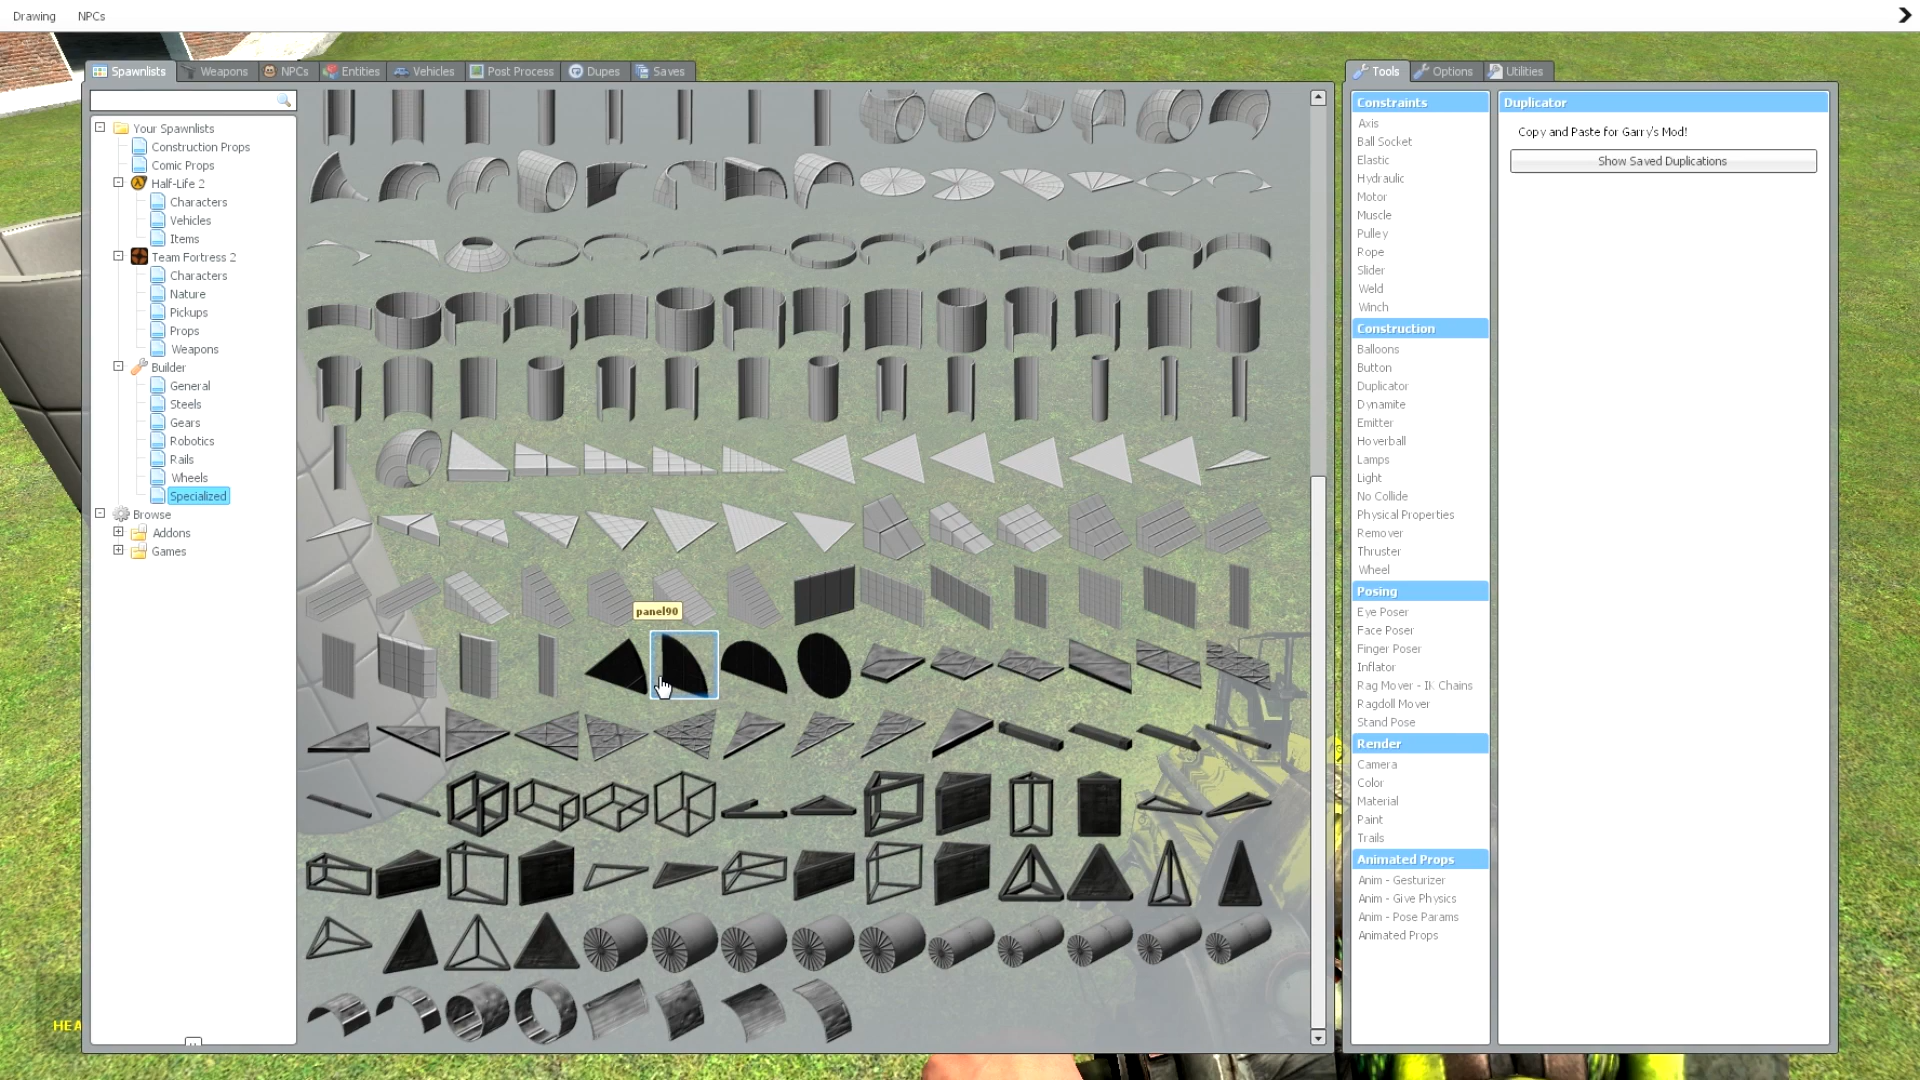 Drawing NPCs
Spawnlists Weapons NPCs Entities Vehicles Post Process Dupes Saves
Your Spawnlists
Construction Props
Comic Props
Half-Life 2
Characters
Vehicles
Items
Team Fortress 2
Characters
Nature
Pickups
Props
Weapons
Builder
General
Steels
Gears
Robotics
Rails
Wheels
Specialized
Browse
Addons
Games
panel90
HEA
Tools Options Utilities
Constraints
Axis
Ball Socket
Elastic
Hydraulic
Motor
Muscle
Pulley
Rope
Slider
Weld
Winch
Construction
Balloons
Button
Duplicator
Dynamite
Emitter
Hoverball
Lamps
Light
No Collide
Physical Properties
Remover
Thruster
Wheel
Posing
Eye Poser
Face Poser
Finger Poser
Inflator
Rag Mover - IK Chains
Ragdoll Mover
Stand Pose
Render
Camera
Color
Material
Paint
Trails
Animated Props
Anim - Gesturizer
Anim - Give Physics
Anim - Pose Params
Animated Props
Duplicator
Copy and Paste for Garry's Mod!
Show Saved Duplications